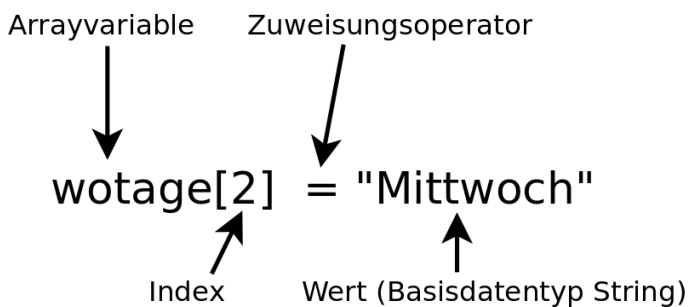 Arrayvariable Zuweisungsoperator
wotage[2] = "Mittwoch"
Index Wert (Basisdatentyp String)